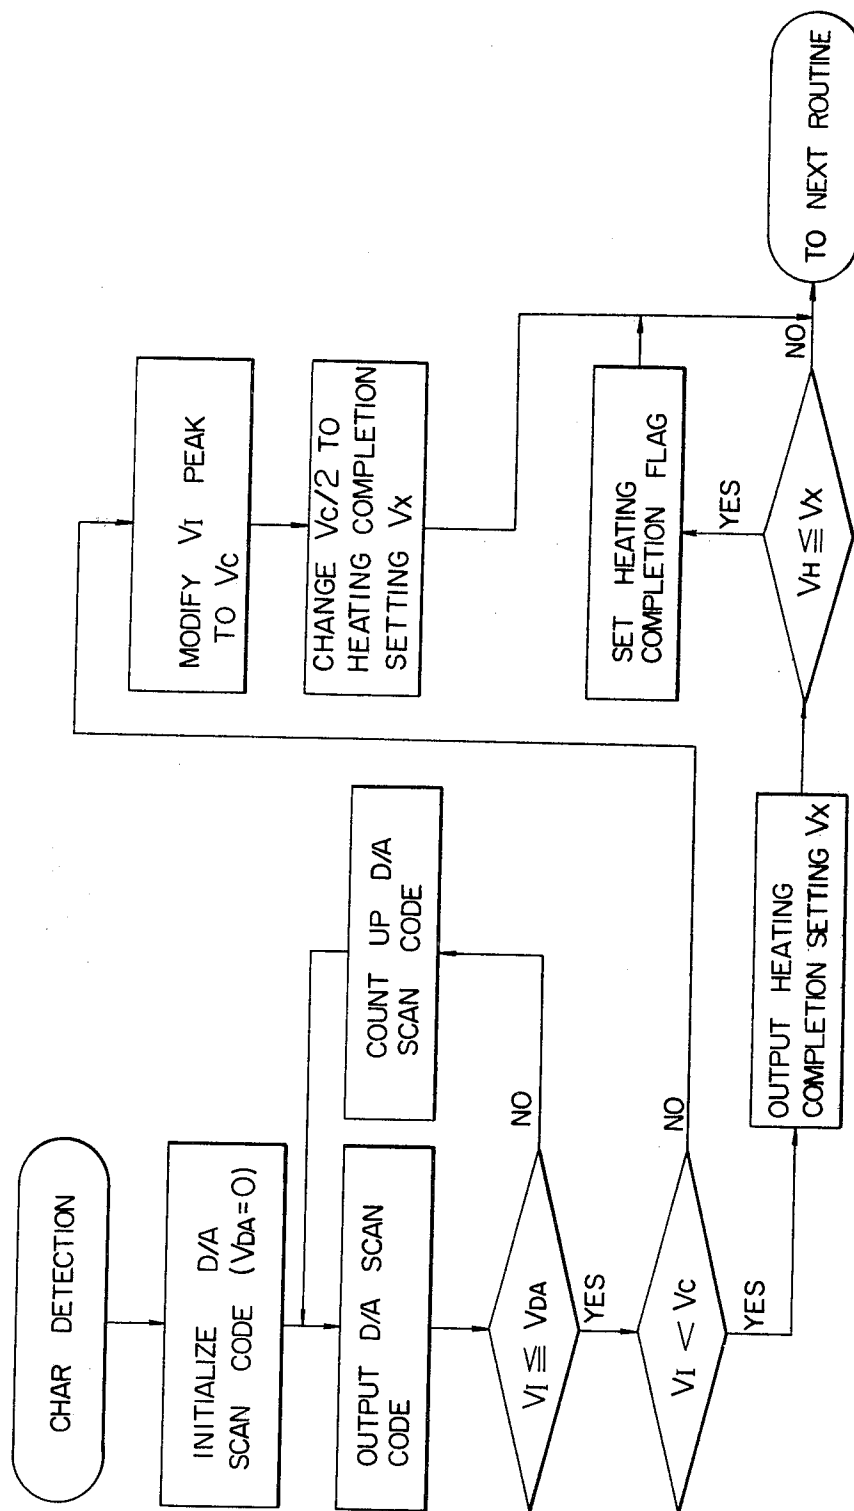 CHAR DETECTION
INITIALIZE D/A
SCAN CODE (VDA=0)
OUTPUT D/A SCAN
CODE
COUNT UP D/A
SCAN CODE
VI ≦ VDA
NO
YES
VI < VC
NO
YES
MODIFY VI PEAK
TO VC
CHANGE VC/2 TO
HEATING COMPLETION
SETTING VX
OUTPUT HEATING
COMPLETION SETTING VX
VH ≦ VX
YES
NO
SET HEATING
COMPLETION FLAG
TO NEXT ROUTINE